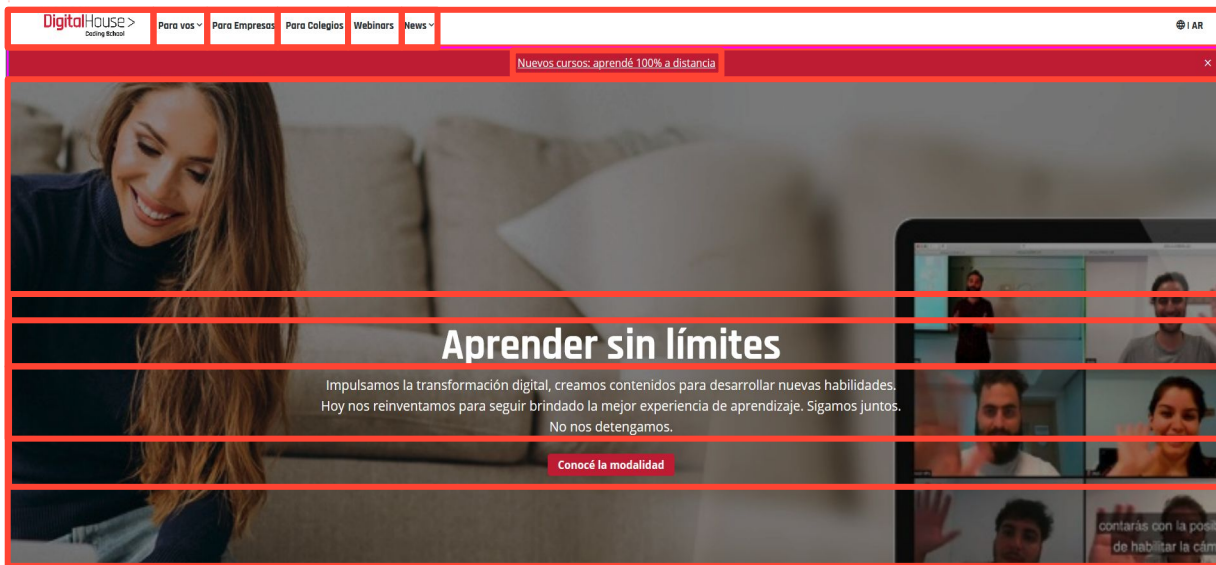 DigitalHouse>
Coding School
Para vos
Para Empresas
Para Colegios
Webinars
News
| AR
Nuevos cursos: aprendé 100% a distancia
×
Aprender sin límites
Impulsamos la transformación digital, creamos contenidos para desarrollar nuevas habilidades.
Hoy nos reinventamos para seguir brindado la mejor experiencia de aprendizaje. Sigamos juntos.
No nos detengamos.
Conocé la modalidad
contarás con la posi
de habilitar la cám